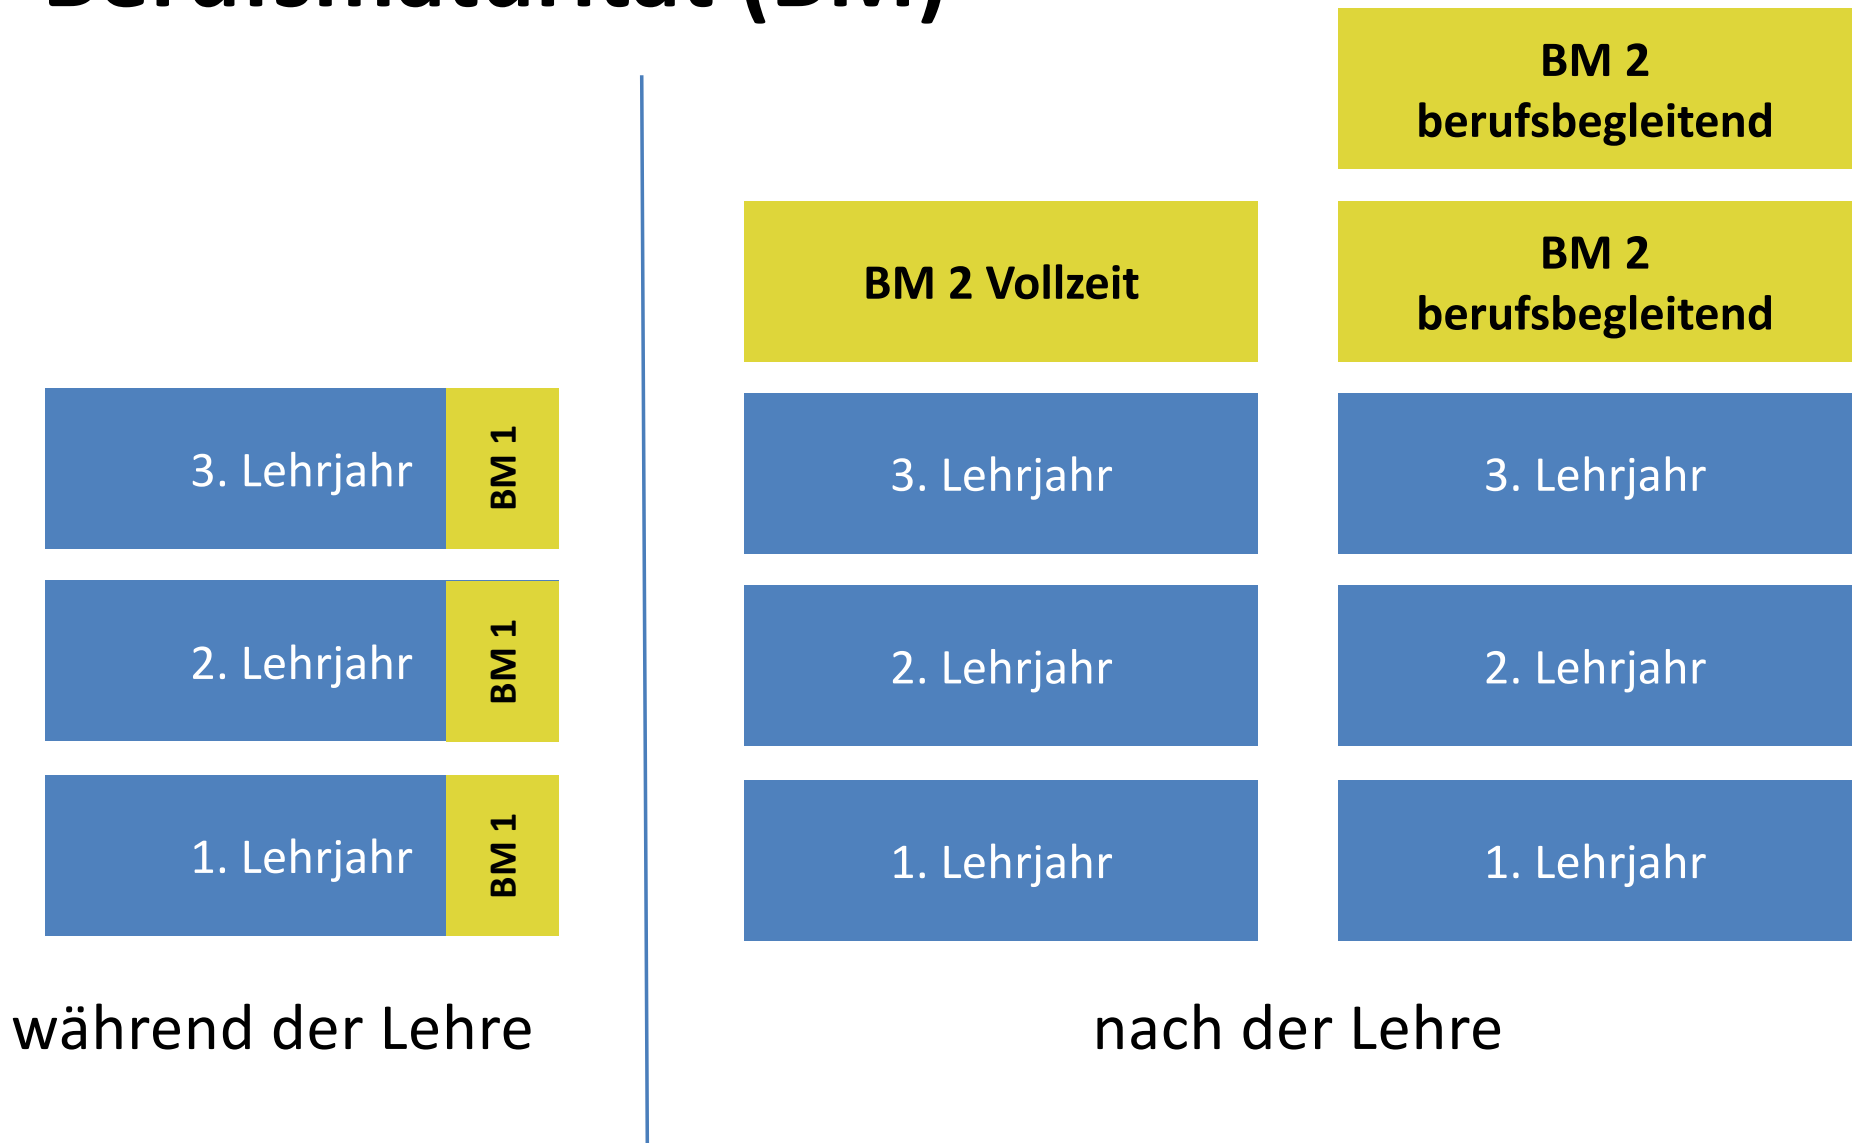 Berufsmaturität (BM)
BM 2
berufsbegleitend
BM 2 Vollzeit
BM 2
berufsbegleitend
3. Lehrjahr
BM 1
3. Lehrjahr
3. Lehrjahr
2. Lehrjahr
BM 1
2. Lehrjahr
2. Lehrjahr
1. Lehrjahr
BM 1
1. Lehrjahr
1. Lehrjahr
während der Lehre
nach der Lehre